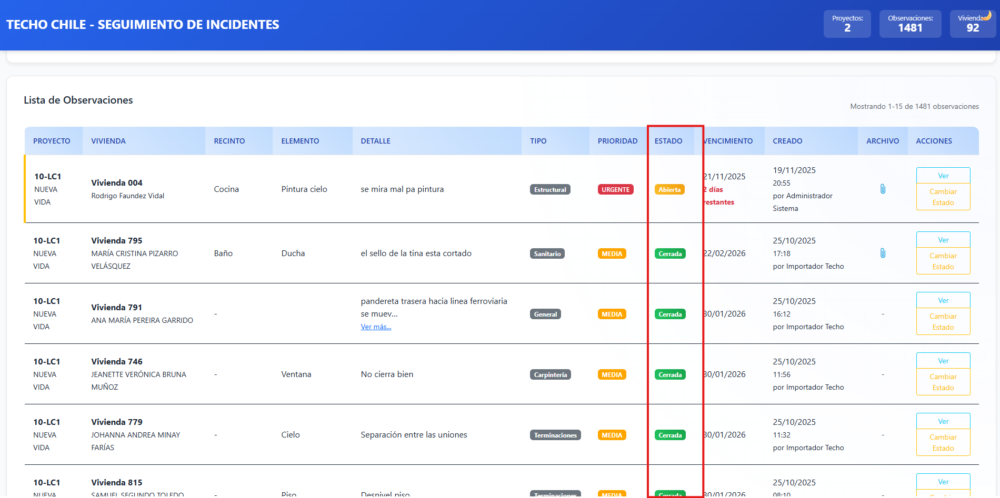 TECHO CHILE - SEGUIMIENTO DE INCIDENTES
Proyectos:
2
Observaciones:
1481
Viviendas
92
Lista de Observaciones
Mostrando 1-15 de 1481 observaciones
PROYECTO VIVIENDA RECINTO ELEMENTO DETALLE TIPO PRIORIDAD ESTADO VENCIMIENTO CREADO ARCHIVO ACCIONES
10-LC1
NUEVA
VIDA
Vivienda 004
Rodrigo Faundez Vidal
Cocina
Pintura cielo
se mira mal pa pintura
Estructural
URGENTE
Abierta
21/11/2025
2 días
restantes
19/11/2025
20:55
por Administrador
Sistema
Ver
Cambiar
Estado
10-LC1
NUEVA
VIDA
Vivienda 795
MARÍA CRISTINA PIZARRO
VELÁSQUEZ
Baño
Ducha
el sello de la tina esta cortado
Sanitario
MEDIA
Cerrada
22/02/2026
25/10/2025
17:18
por Importador Techo
Ver
Cambiar
Estado
10-LC1
NUEVA
VIDA
Vivienda 791
ANA MARÍA PEREIRA GARRIDO
-
pandereta trasera hacia linea ferroviaria
se muev...
Ver más...
General
MEDIA
Cerrada
30/01/2026
25/10/2025
16:12
por Importador Techo
-
Ver
Cambiar
Estado
10-LC1
NUEVA
VIDA
Vivienda 746
JEANETTE VERÓNICA BRUNA
MUÑOZ
-
Ventana
No cierra bien
Carpintería
MEDIA
Cerrada
30/01/2026
25/10/2025
11:56
por Importador Techo
-
Ver
Cambiar
Estado
10-LC1
NUEVA
VIDA
Vivienda 779
JOHANNA ANDREA MINAY
FARÍAS
-
Cielo
Separación entre las uniones
Terminaciones
MEDIA
Cerrada
30/01/2026
25/10/2025
11:32
por Importador Techo
-
Ver
Cambiar
Estado
10-LC1
NUEVA
Vivienda 815
SAMUEL SEGUNDO TOLEDO
-
Piso
Desnivel piso
Terminaciones
MEDIA
Cerrada
30/01/2026
25/10/2025
08:10
Ver